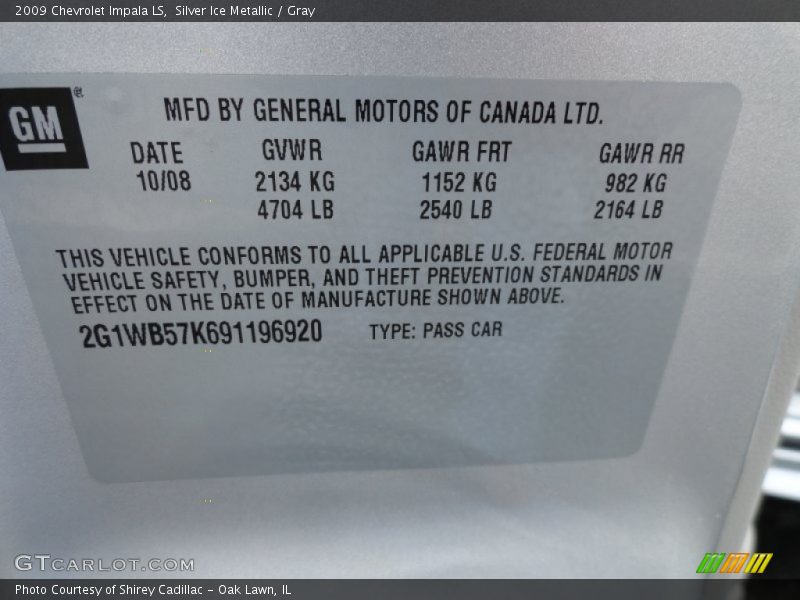 2009 Chevrolet Impala LS, Silver Ice Metallic / Gray
GM®
MFD BY GENERAL MOTORS OF CANADA LTD.
DATE GVWR GAWR FRT GAWR RR
10/08 2134 KG 1152 KG 982 KG
4704 LB 2540 LB 2164 LB
THIS VEHICLE CONFORMS TO ALL APPLICABLE U.S. FEDERAL MOTOR
VEHICLE SAFETY, BUMPER, AND THEFT PREVENTION STANDARDS IN
EFFECT ON THE DATE OF MANUFACTURE SHOWN ABOVE.
2G1WB57K691196920 TYPE: PASS CAR
GTCARLOT.COM
Photo Courtesy of Shirey Cadillac - Oak Lawn, IL